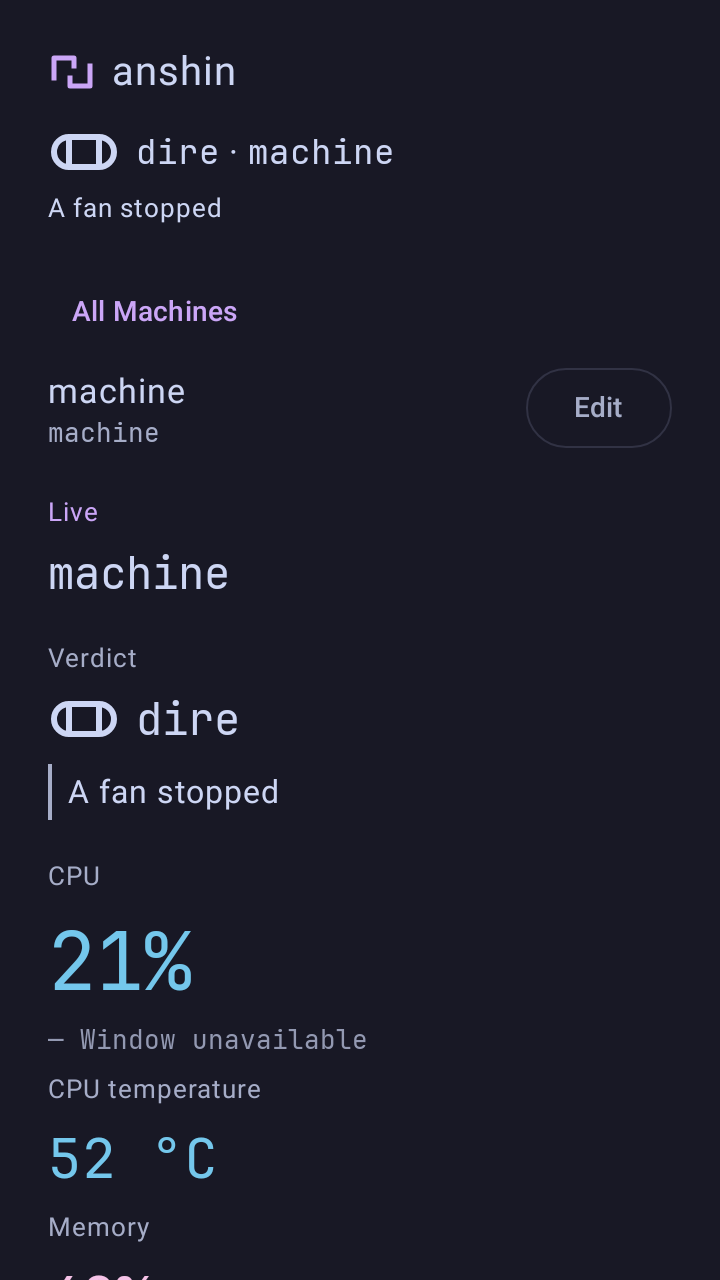 anshin
dire · machine
A fan stopped
All Machines
machine
machine
Edit
Live
machine
Verdict
dire
A fan stopped
CPU
21%
— Window unavailable
CPU temperature
52 °C
Memory